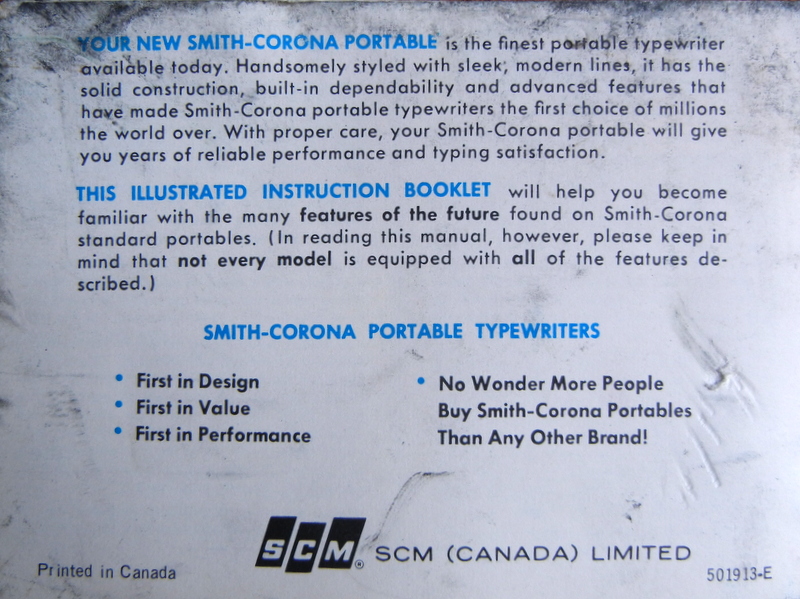 YOUR NEW SMITH-CORONA PORTABLE is the finest portable typewriter
available today. Handsomely styled with sleek, modern lines, it has the
solid construction, built-in dependability and advanced features that
have made Smith-Corona portable typewriters the first choice of millions
the world over. With proper care, your Smith-Corona portable will give
you years of reliable performance and typing satisfaction.
THIS ILLUSTRATED INSTRUCTION BOOKLET will help you become
familiar with the many features of the future found on Smith-Corona
standard portables. (In reading this manual, however, please keep in
mind that not every model is equipped with all of the features de-
scribed.)
SMITH-CORONA PORTABLE TYPEWRITERS
• First in Design
• First in Value
• First in Performance
• No Wonder More People
Buy Smith-Corona Portables
Than Any Other Brand!
SCM® SCM (CANADA) LIMITED
Printed in Canada
501913-E